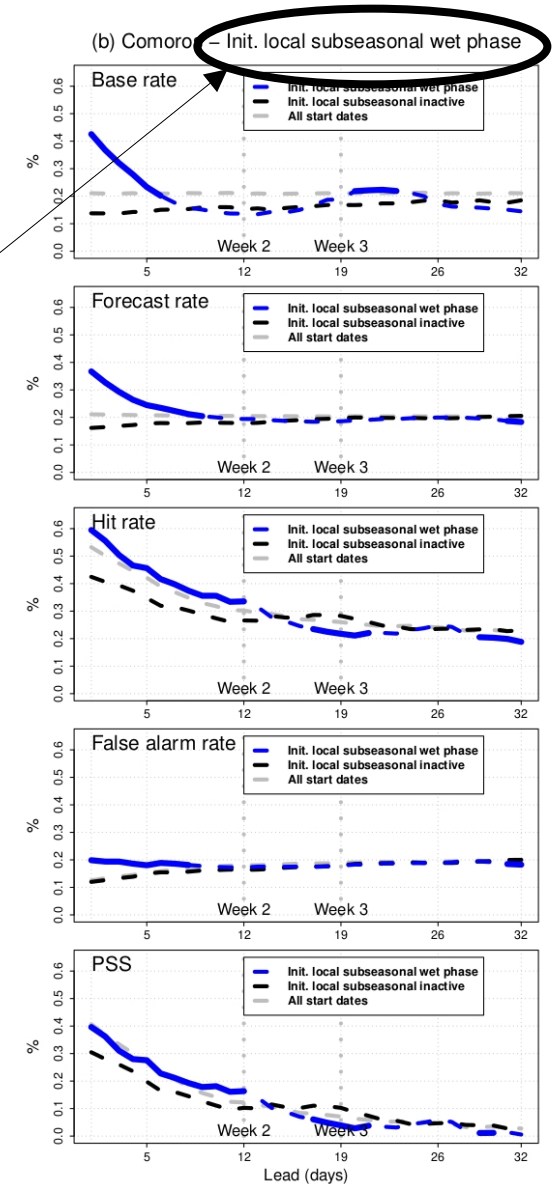 (b) Comoros – Init. local subseasonal wet phase
Base rate
Init. local subseasonal wet phase
Init. local subseasonal inactive
All start dates
%
0.0 0.1 0.2 0.3 0.4 0.5 0.6
Week 2 Week 3
5 12 19 26 32
Forecast rate
Init. local subseasonal wet phase
Init. local subseasonal inactive
All start dates
%
0.0 0.1 0.2 0.3 0.4 0.5 0.6
Week 2 Week 3
5 12 19 26 32
Hit rate
Init. local subseasonal wet phase
Init. local subseasonal inactive
All start dates
%
0.0 0.1 0.2 0.3 0.4 0.5 0.6
Week 2 Week 3
5 12 19 26 32
False alarm rate
Init. local subseasonal wet phase
Init. local subseasonal inactive
All start dates
%
0.0 0.1 0.2 0.3 0.4 0.5 0.6
Week 2 Week 3
5 12 19 26 32
PSS
Init. local subseasonal wet phase
Init. local subseasonal inactive
All start dates
%
0.0 0.1 0.2 0.3 0.4 0.5 0.6
Week 2 Week 3
5 12 19 26 32
Lead (days)